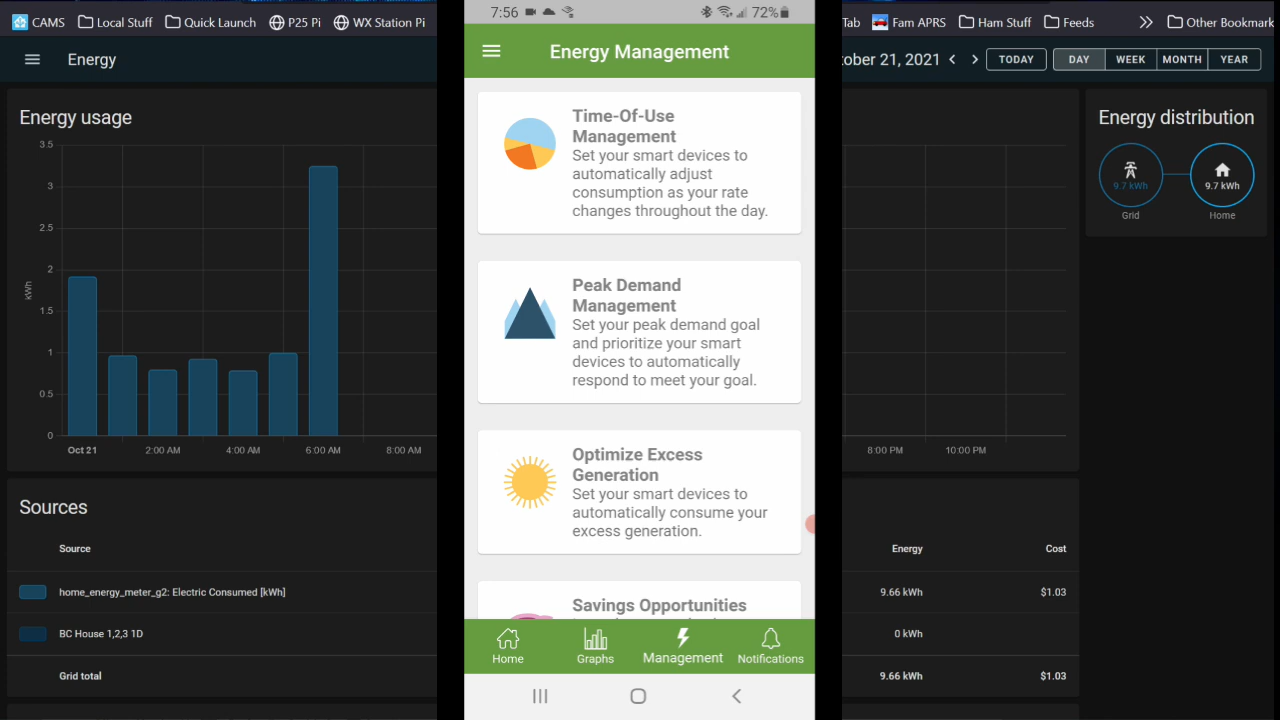 CAMS Local Stuff Quick Launch P25 Pi WX Station Pi
Energy
Energy usage
3.5
3
2.5
2
1.5
1
0.5
0
kWh
Oct 21 2:00 AM 4:00 AM 6:00 AM 8:00 AM
Sources
Source
home_energy_meter_g2: Electric Consumed [kWh]
BC House 1,2,3 1D
Grid total
7:56 72%
Energy Management
Time-Of-Use
Management
Set your smart devices to
automatically adjust
consumption as your rate
changes throughout the day.
Peak Demand
Management
Set your peak demand goal
and prioritize your smart
devices to automatically
respond to meet your goal.
Optimize Excess
Generation
Set your smart devices to
automatically consume your
excess generation.
Savings Opportunities
Home Graphs Management Notifications
Tab Fam APRS Ham Stuff Feeds Other Bookmark
ober 21, 2021 TODAY DAY WEEK MONTH YEAR
Energy distribution
9.7 kWh 9.7 kWh
Grid Home
8:00 PM 10:00 PM
Energy Cost
9.66 kWh $1.03
0 kWh
9.66 kWh $1.03